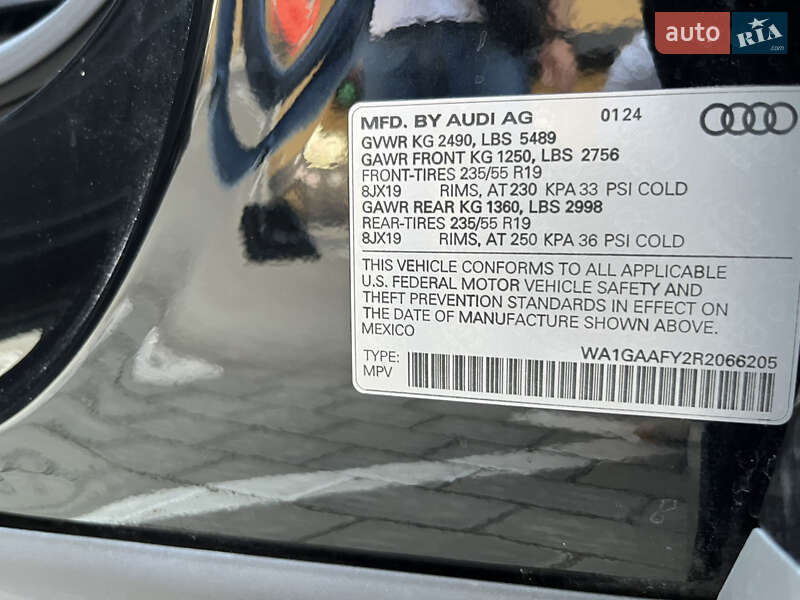 auto RIA .com
MFD. BY AUDI AG 0124
GVWR KG 2490, LBS 5489
GAWR FRONT KG 1250, LBS 2756
FRONT-TIRES 235/55 R19
8JX19 RIMS, AT 230 KPA 33 PSI COLD
GAWR REAR KG 1360, LBS 2998
REAR-TIRES 235/55 R19
8JX19 RIMS, AT 250 KPA 36 PSI COLD
THIS VEHICLE CONFORMS TO ALL APPLICABLE
U.S. FEDERAL MOTOR VEHICLE SAFETY AND
THEFT PREVENTION STANDARDS IN EFFECT ON
THE DATE OF MANUFACTURE SHOWN ABOVE.
MEXICO
TYPE: WA1GAAFY2R2066205
MPV